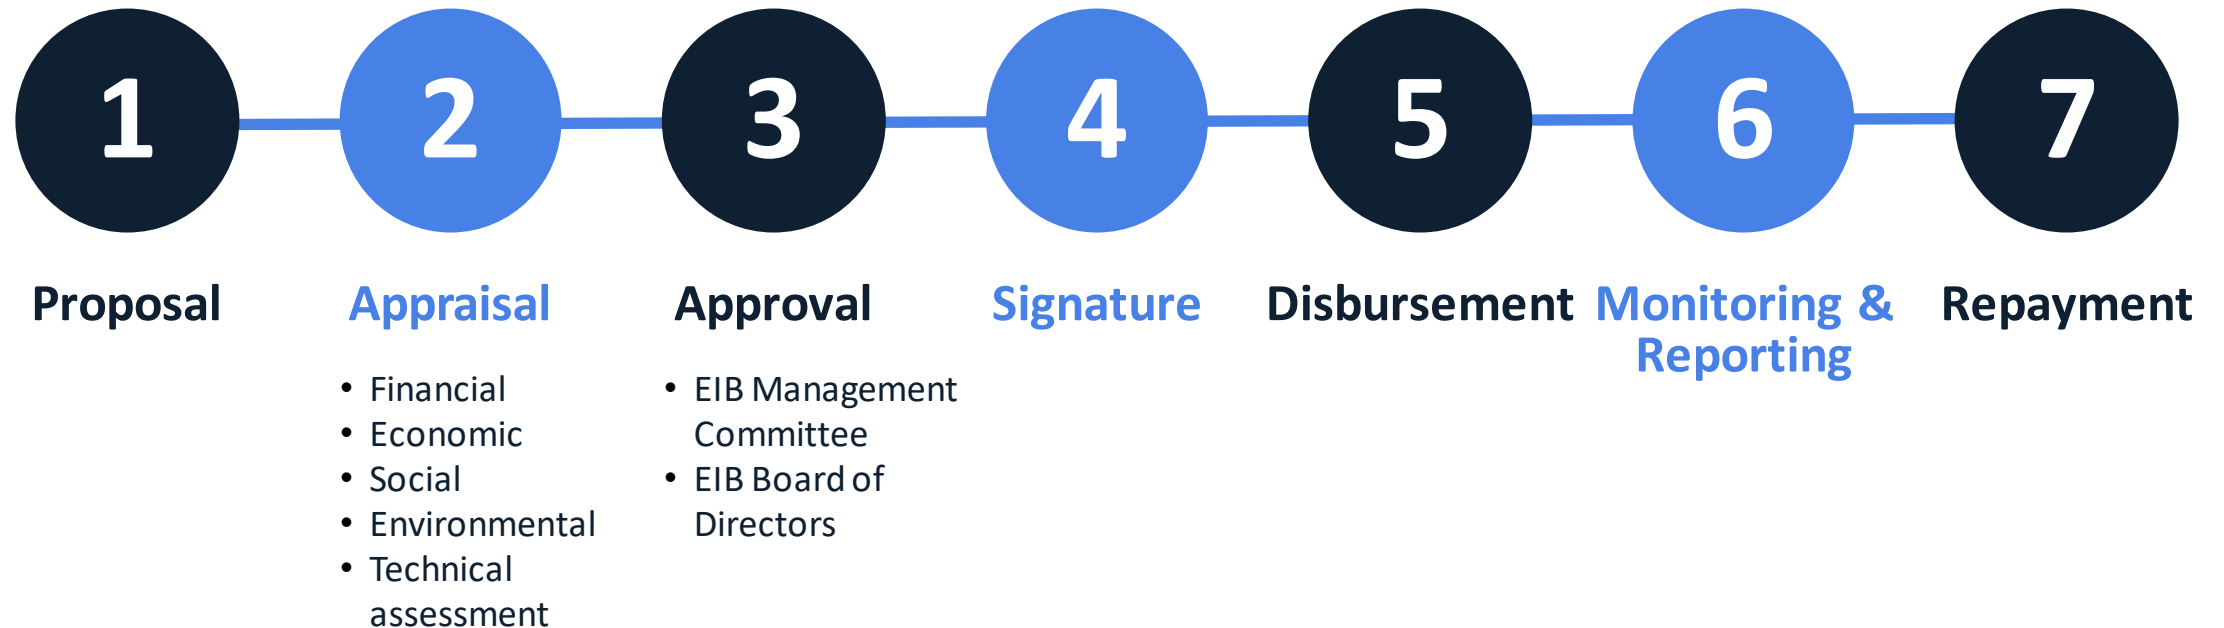 1
2
3
4
5
6
7
Proposal
Appraisal
• Financial
• Economic
• Social
• Environmental
• Technical
assessment
Approval
• EIB Management
Committee
• EIB Board of
Directors
Signature
Disbursement
Monitoring &
Reporting
Repayment